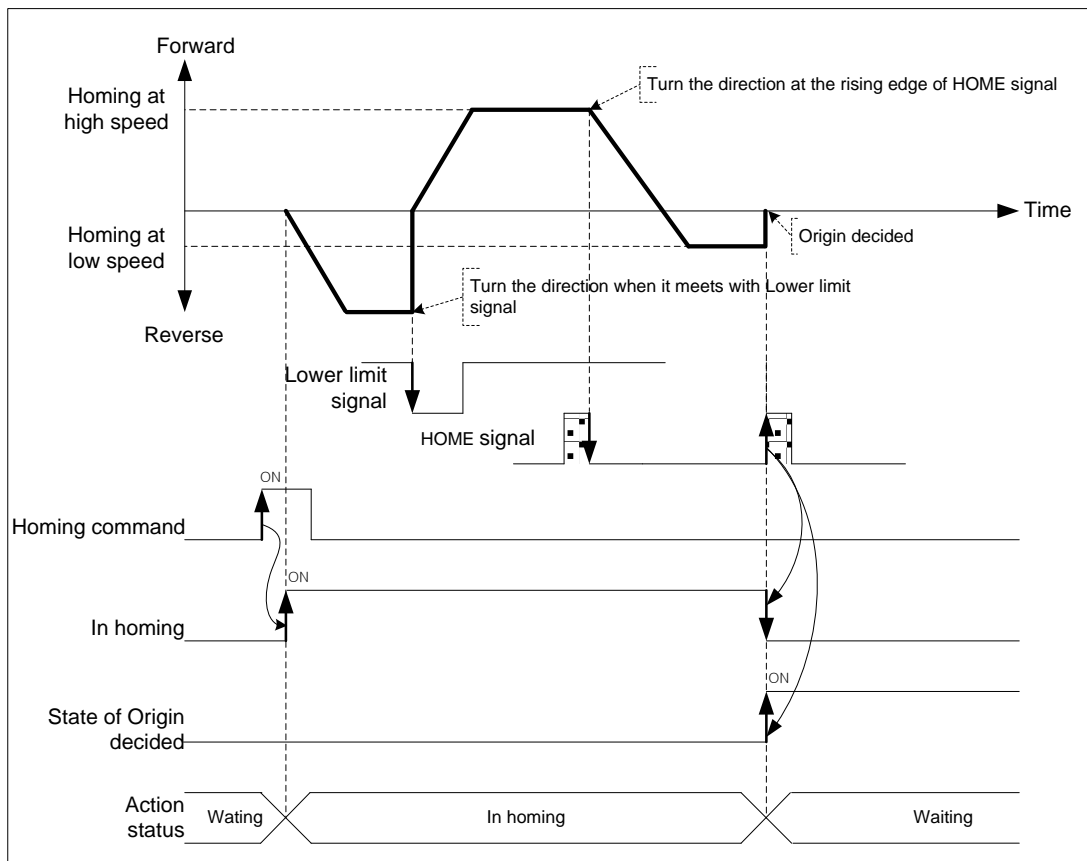 Forward
Homing at
high speed
Turn the direction at the rising edge of HOME signal
Time
Homing at
low speed
Origin decided
Turn the direction when it meets with Lower limit
signal
Reverse
Lower limit
signal
HOME signal
ON
Homing command
ON
In homing
ON
State of Origin
decided
Action
status
Wating
In homing
Waiting